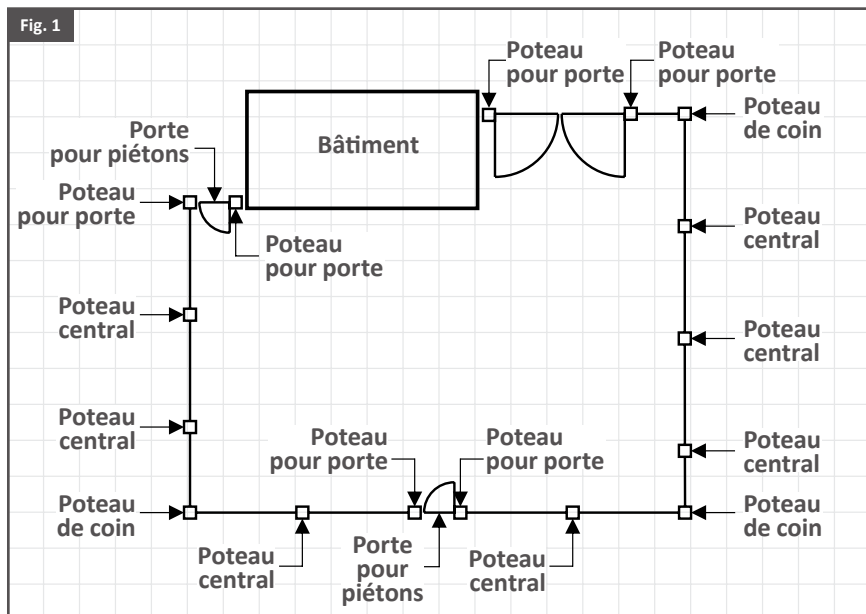 Fig. 1
Poteau
pour porte
Poteau
pour porte
Poteau
de coin
Porte
pour piétons
Bâtiment
Poteau
pour porte
Poteau
pour porte
Poteau
central
Poteau
central
Poteau
central
Poteau
central
Poteau
pour porte
Poteau
pour porte
Poteau
central
Poteau
de coin
Poteau
central
Porte
pour
piétons
Poteau
central
Poteau
de coin